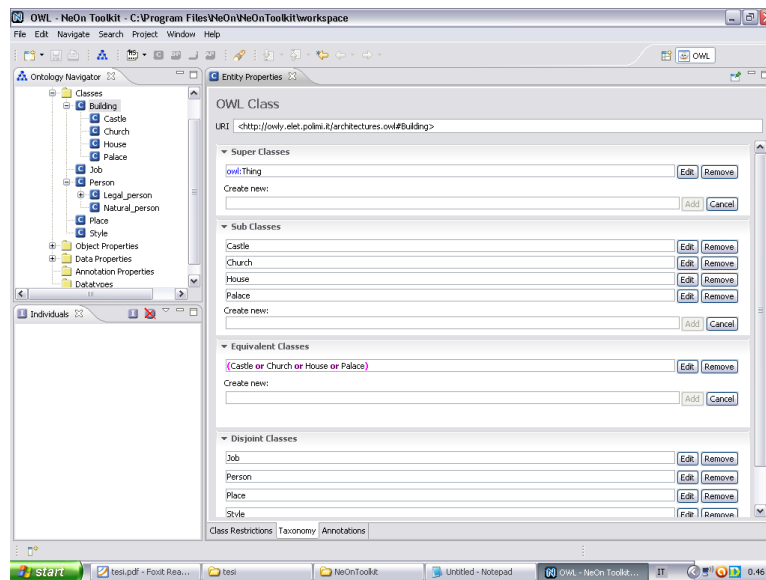 OWL - NeOn Toolkit - C:\Program Files\NeOn\NeOnToolkit\workspace
File Edit Navigate Search Project Window Help
OWL
Ontology Navigator
Classes
Building
Castle
Church
House
Palace
Job
Person
Legal_person
Natural_person
Place
Style
Object Properties
Data Properties
Annotation Properties
Datatypes
Individuals
Entity Properties
OWL Class
URI <http://owly.elet.polimi.it/architectures.owl#Building>
Super Classes
owl:Thing Edit Remove
Create new:
Add Cancel
Sub Classes
Castle Edit Remove
Church Edit Remove
House Edit Remove
Palace Edit Remove
Create new:
Add Cancel
Equivalent Classes
(Castle or Church or House or Palace) Edit Remove
Create new:
Add Cancel
Disjoint Classes
Job Edit Remove
Person Edit Remove
Place Edit Remove
Style Edit Remove
Class Restrictions Taxonomy Annotations
start tesi.pdf - Foxit Rea... tesi NeOnToolkit Untitled - Notepad OWL - NeOn Toolkit... IT 0.46